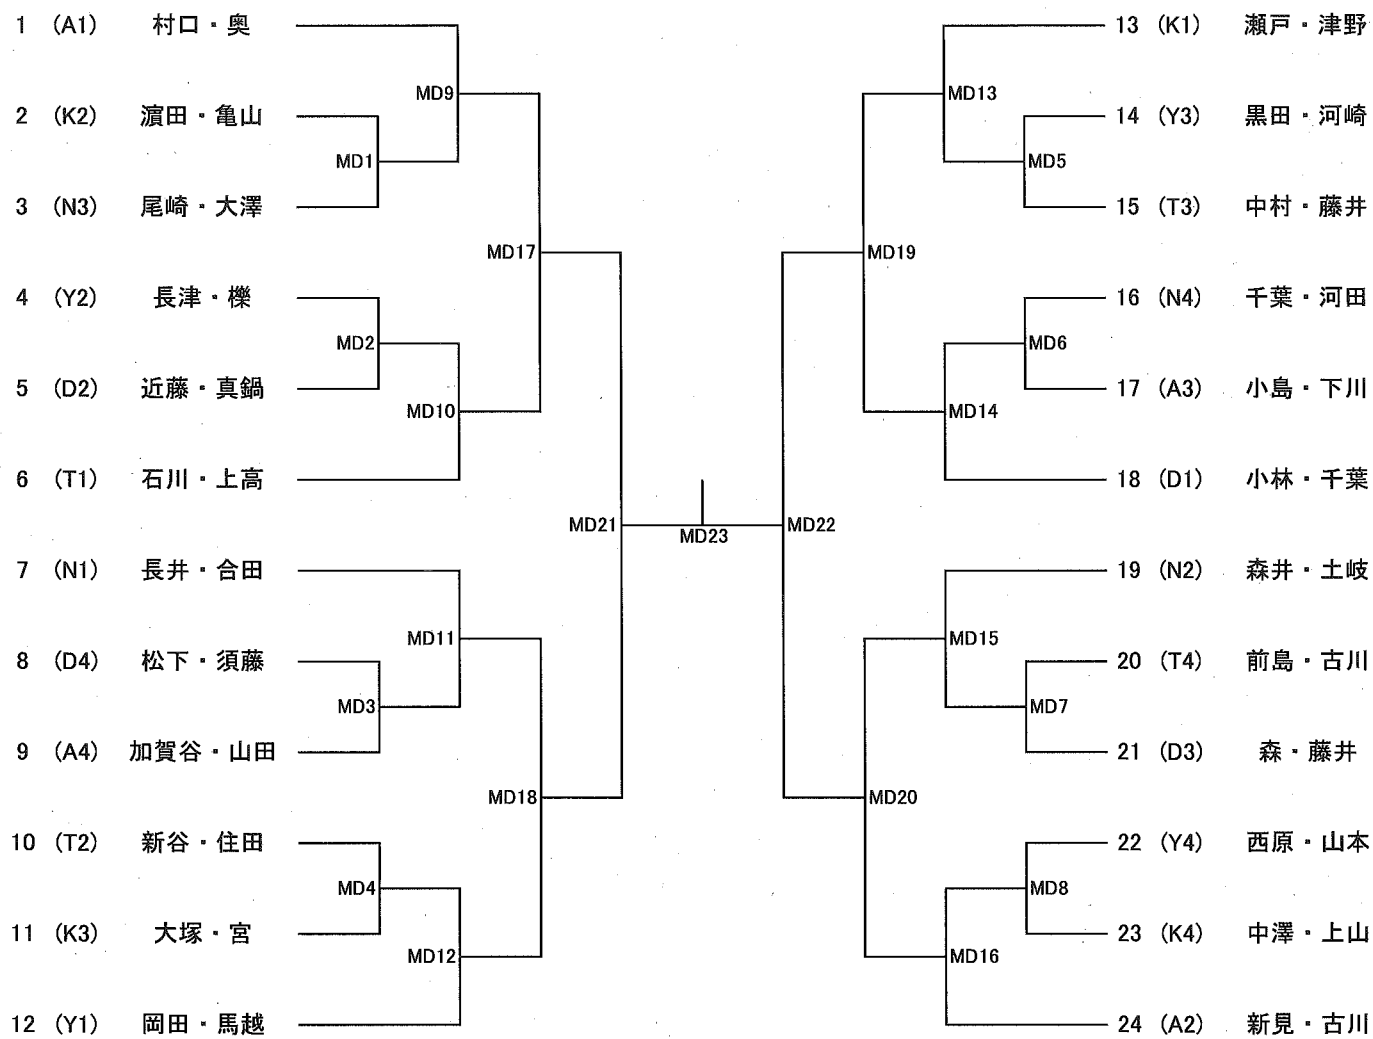 1 (A1) 村口・奥
MD9
2 (K2) 濵田・亀山
MD1
3 (N3) 尾崎・大澤
MD17
4 (Y2) 長津・櫟
MD2
5 (D2) 近藤・真鍋
MD10
6 (T1) 石川・上高
MD21
7 (N1) 長井・合田
MD11
8 (D4) 松下・須藤
MD3
9 (A4) 加賀谷・山田
MD18
10 (T2) 新谷・住田
MD4
11 (K3) 大塚・宮
MD12
12 (Y1) 岡田・馬越
MD23
13 (K1) 瀬戸・津野
MD13
14 (Y3) 黒田・河崎
MD5
15 (T3) 中村・藤井
MD19
16 (N4) 千葉・河田
MD6
17 (A3) 小島・下川
MD14
18 (D1) 小林・千葉
MD22
19 (N2) 森井・土岐
MD15
20 (T4) 前島・古川
MD7
21 (D3) 森・藤井
MD20
22 (Y4) 西原・山本
MD8
23 (K4) 中澤・上山
MD16
24 (A2) 新見・古川